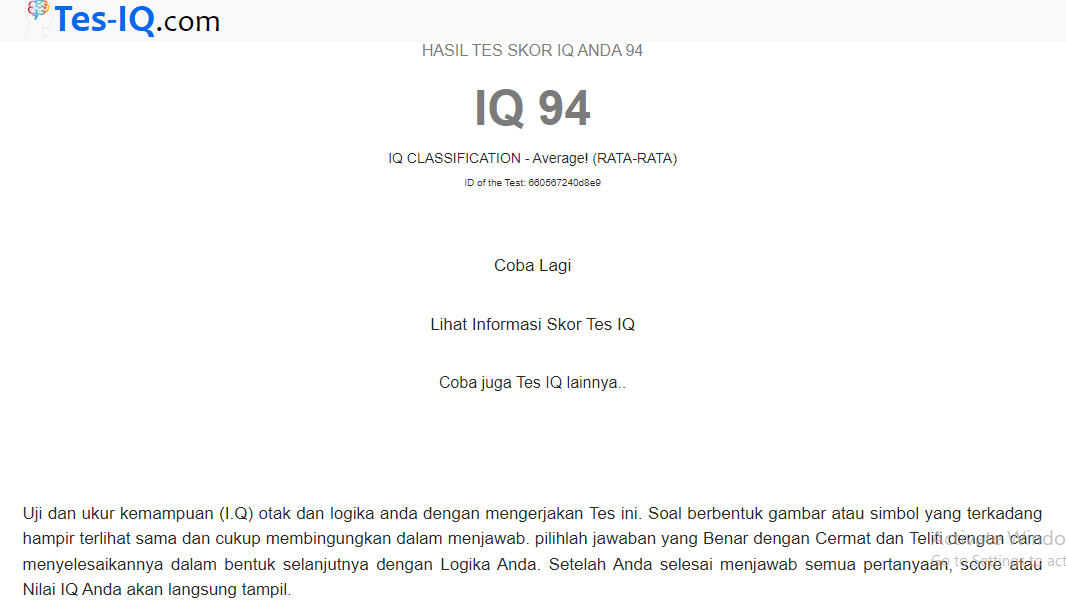 Tes-IQ.com
HASIL TES SKOR IQ ANDA 94
IQ 94
IQ CLASSIFICATION - Average! (RATA-RATA)
ID of the Test: 660567240d8e9
Coba Lagi
Lihat Informasi Skor Tes IQ
Coba juga Tes IQ lainnya..
Uji dan ukur kemampuan (I.Q) otak dan logika anda dengan mengerjakan Tes ini. Soal berbentuk gambar atau simbol yang terkadang
hampir terlihat sama dan cukup membingungkan dalam menjawab. pilihlah jawaban yang Benar dengan Cermat dan Teliti dengan cara
menyelesaikannya dalam bentuk selanjutnya dengan Logika Anda. Setelah Anda selesai menjawab semua pertanyaan, score atau
Nilai IQ Anda akan langsung tampil.
Activate Windo
Go to Settings to act